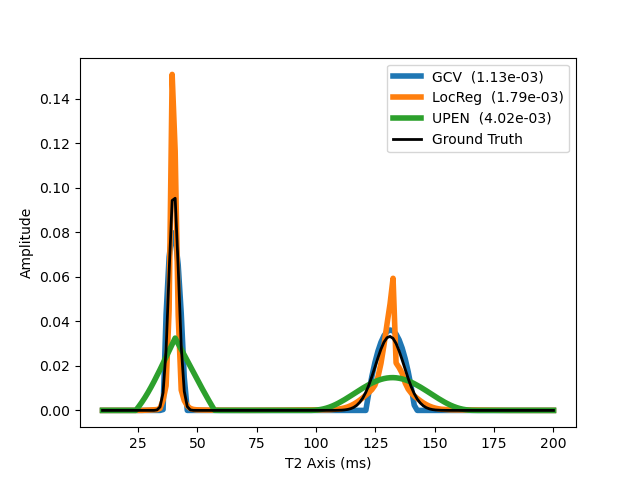 GCV (1.13e-03)
LocReg (1.79e-03)
UPEN (4.02e-03)
Ground Truth
Amplitude
0.14
0.12
0.10
0.08
0.06
0.04
0.02
0.00
25 50 75 100 125 150 175 200
T2 Axis (ms)